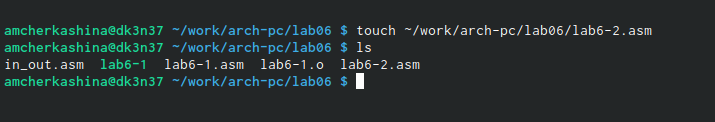 amcherkashina@dk3n37 ~/work/arch-pc/lab06 $ touch ~/work/arch-pc/lab06/lab6-2.asm
amcherkashina@dk3n37 ~/work/arch-pc/lab06 $ ls
in_out.asm  lab6-1  lab6-1.asm  lab6-1.o  lab6-2.asm
amcherkashina@dk3n37 ~/work/arch-pc/lab06 $